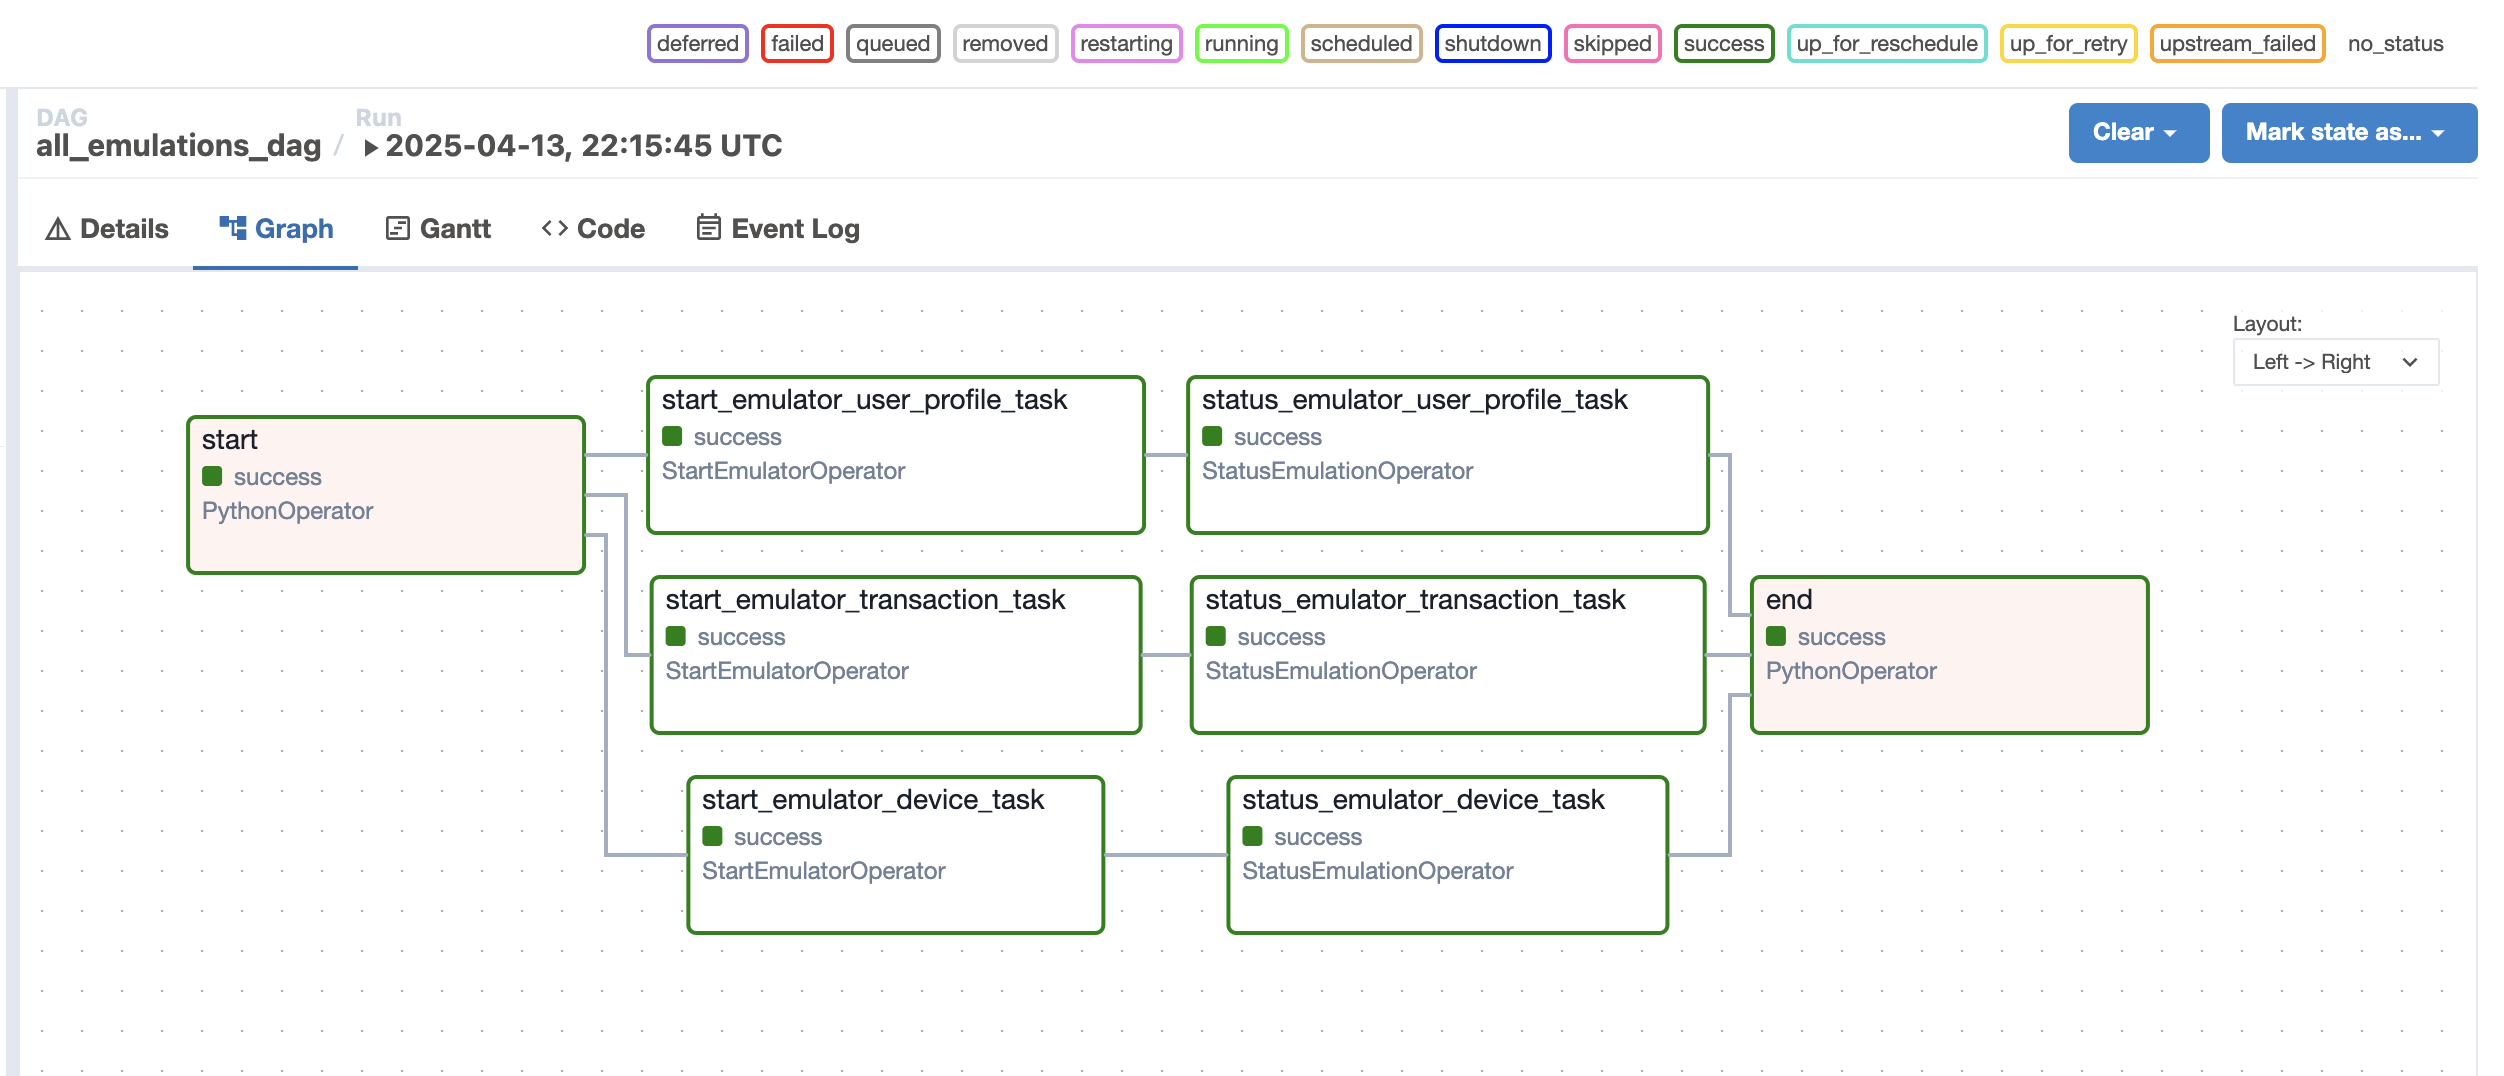 deferred failed queued removed restarting running scheduled shutdown skipped success up_for_reschedule up_for_retry upstream_failed no_status
DAG
all_emulations_dag /
Run
2025-04-13, 22:15:45 UTC
Clear
Mark state as...
Details
Graph
Gantt
Code
Event Log
Layout:
Left -> Right
start
success
PythonOperator
start_emulator_user_profile_task
success
StartEmulatorOperator
status_emulator_user_profile_task
success
StatusEmulationOperator
start_emulator_transaction_task
success
StartEmulatorOperator
status_emulator_transaction_task
success
StatusEmulationOperator
end
success
PythonOperator
start_emulator_device_task
success
StartEmulatorOperator
status_emulator_device_task
success
StatusEmulationOperator